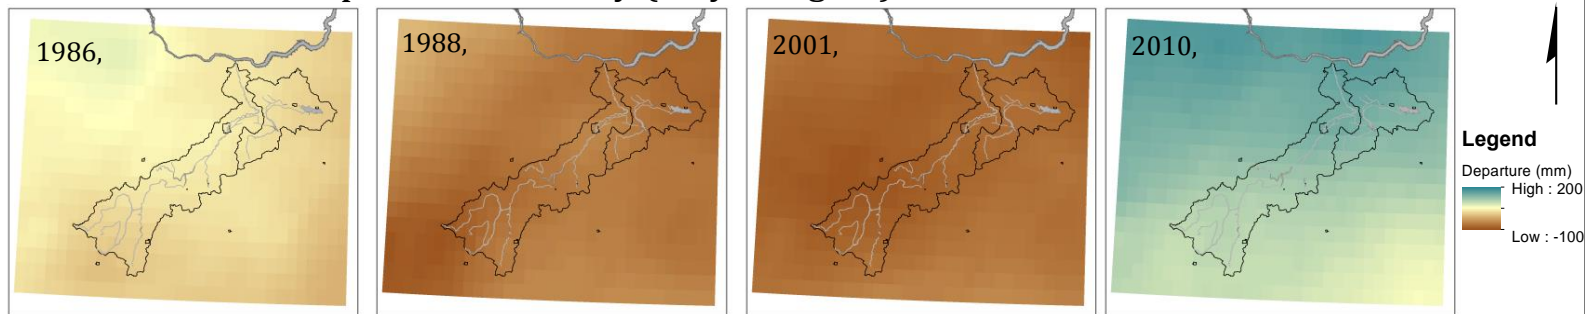 1986,
1988,
2001,
2010,
Legend
Departure (mm)
High : 200
Low : -100